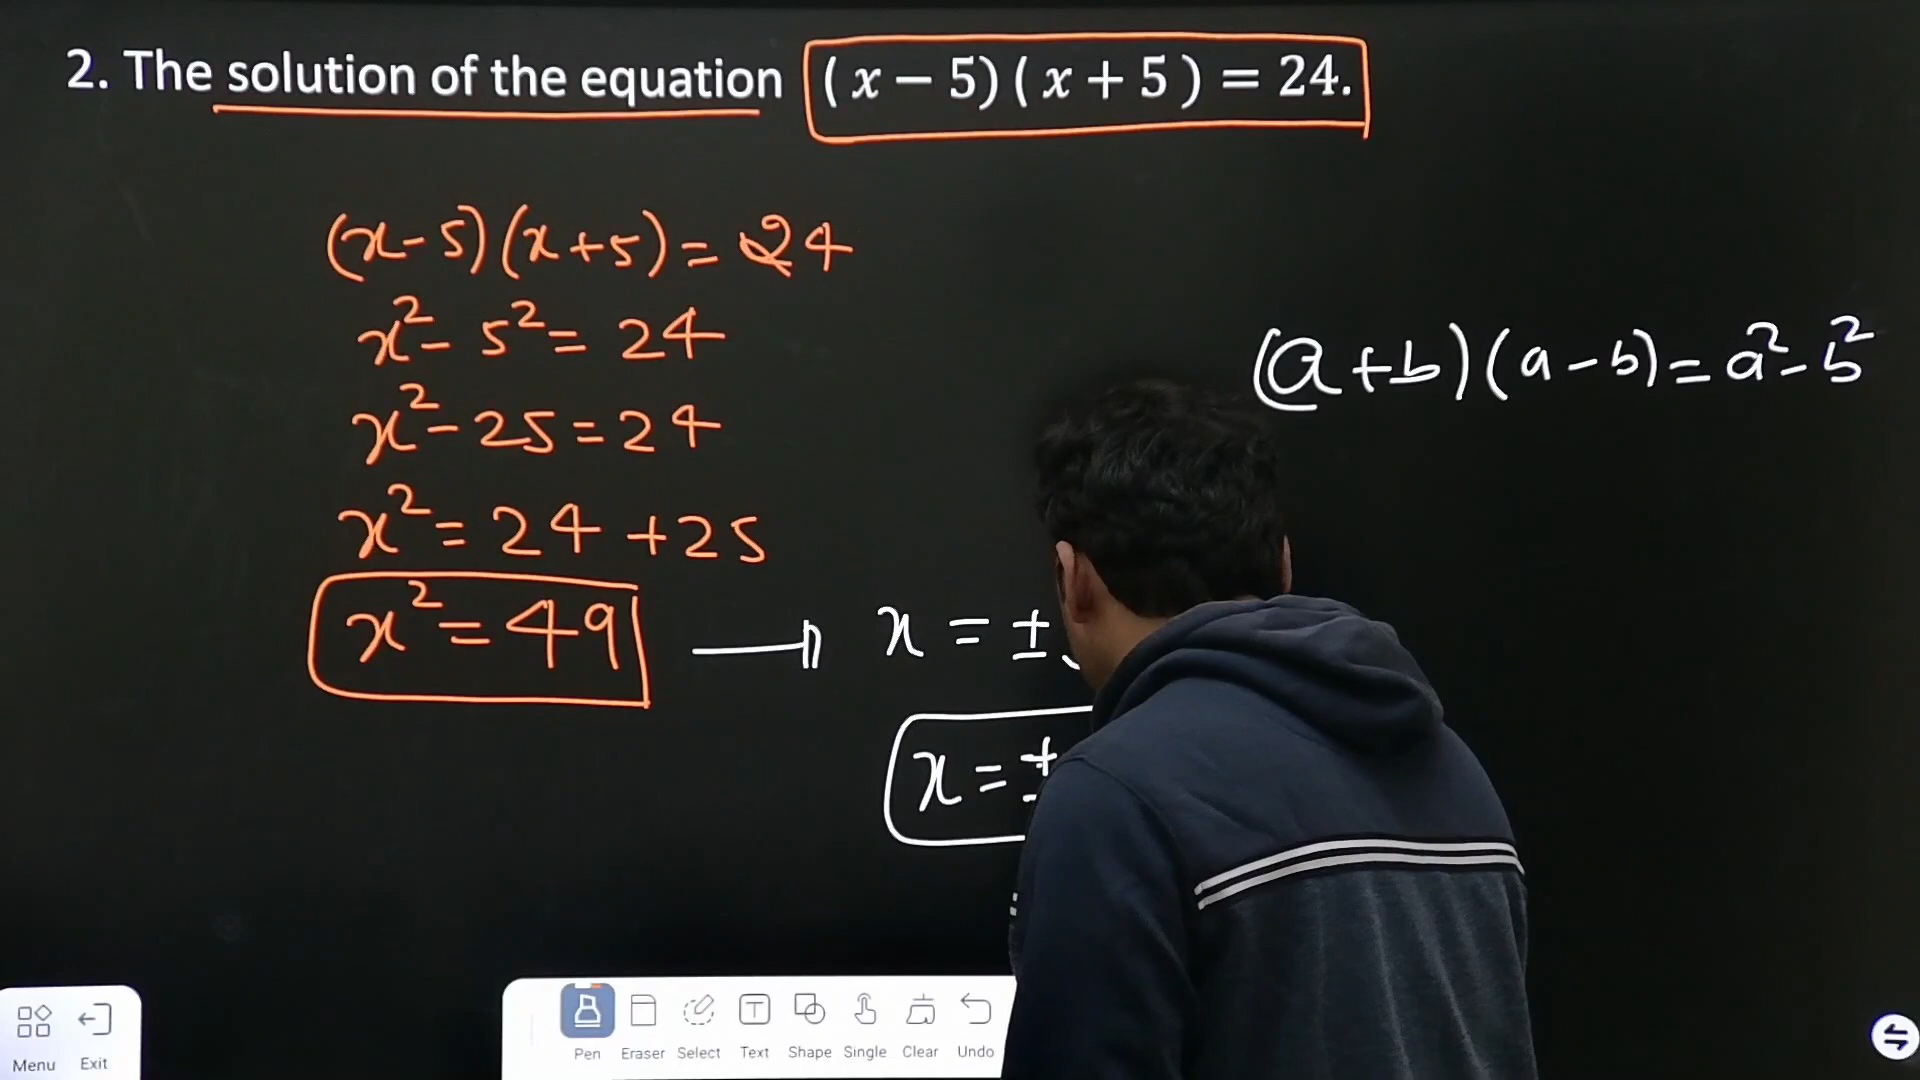 2. The solution of the equation ( x − 5) ( x + 5 ) = 24.
(x-5)(x+5) = 24
x² - 5² = 24
(a+b)(a-b) = a² - b²
x² - 25 = 24
x² = 24 + 25
x² = 49
x = ±
x = ±
Menu Exit
Pen Eraser Select Text Shape Single Clear Undo